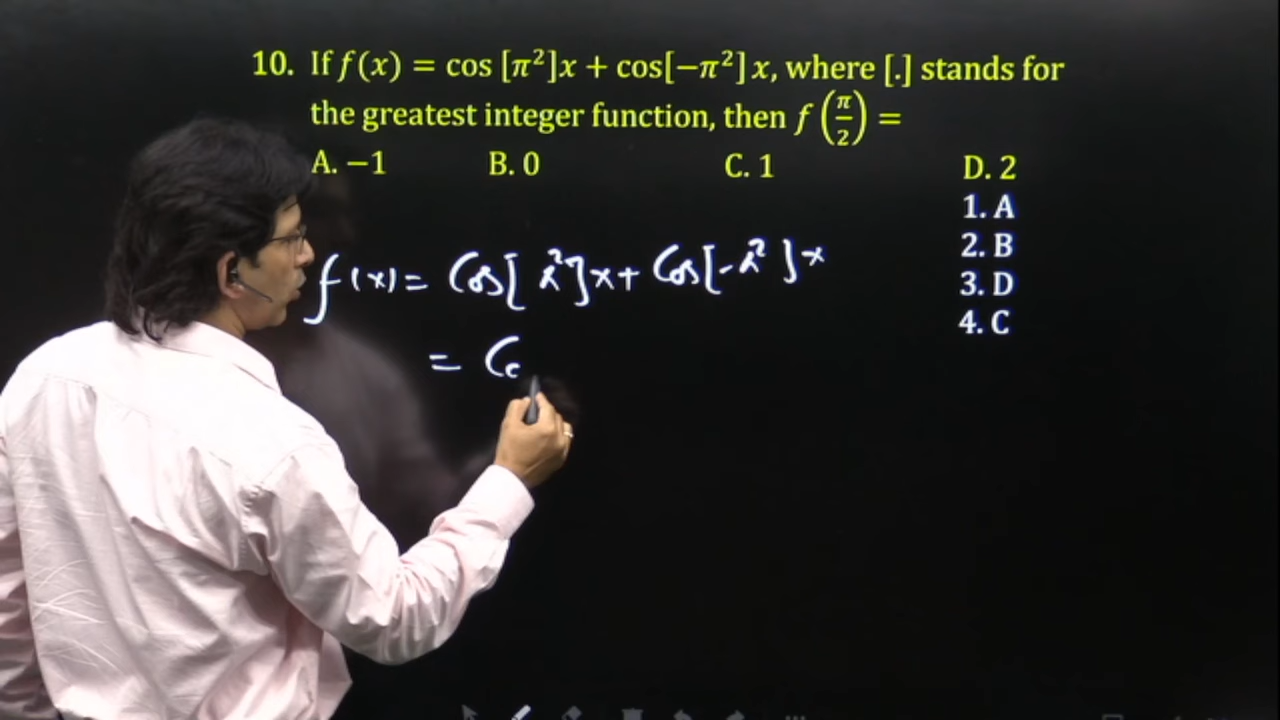 10. If f(x) = cos [π²]x + cos[−π²] x, where [.] stands for
the greatest integer function, then f (π/2) =
A. −1 B. 0 C. 1 D. 2
1. A
2. B
3. D
4. C
f(x) = Cos[π²]x + Cos[-π²]x
= Co